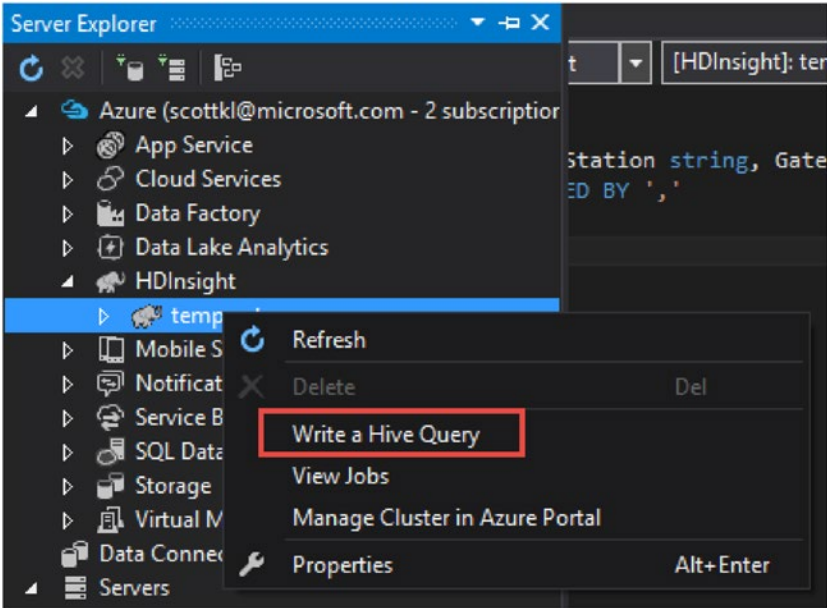 Server Explorer
t
[HDInsight]: ter
Azure (scottkl@microsoft.com - 2 subscription
App Service
Cloud Services
Data Factory
Data Lake Analytics
HDInsight
temp
Mobile S
Notificat
Service B
SQL Data
Storage
Virtual M
Data Connec
Servers
Refresh
Delete Del
Write a Hive Query
View Jobs
Manage Cluster in Azure Portal
Properties Alt+Enter
Station string, Gate
ED BY ','